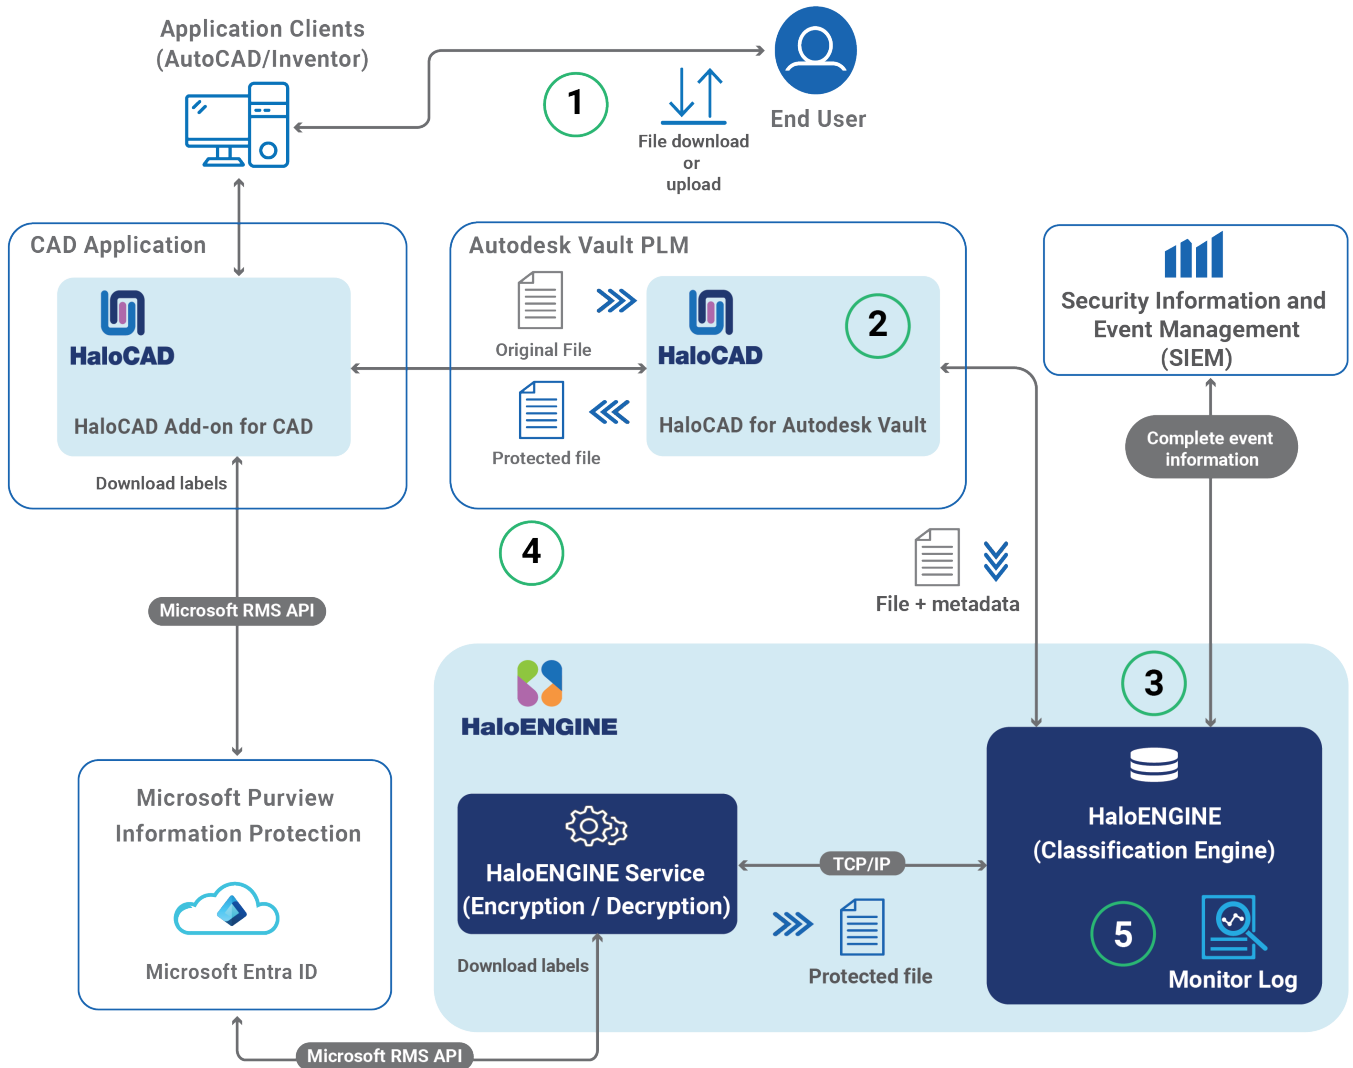 Application Clients
(AutoCAD/Inventor)
1
File download
or
upload
End User
CAD Application
HaloCAD
HaloCAD Add-on for CAD
Download labels
Autodesk Vault PLM
Original File
Protected file
HaloCAD
2
HaloCAD for Autodesk Vault
Security Information and
Event Management
(SIEM)
Complete event
information
4
File + metadata
Microsoft RMS API
HaloENGINE
3
Microsoft Purview
Information Protection
Microsoft Entra ID
HaloENGINE Service
(Encryption / Decryption)
TCP/IP
Protected file
Download labels
HaloENGINE
(Classification Engine)
5
Monitor Log
Microsoft RMS API